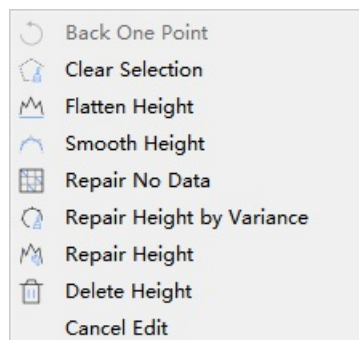 Back One Point
Clear Selection
Flatten Height
Smooth Height
Repair No Data
Repair Height by Variance
Repair Height
Delete Height
Cancel Edit